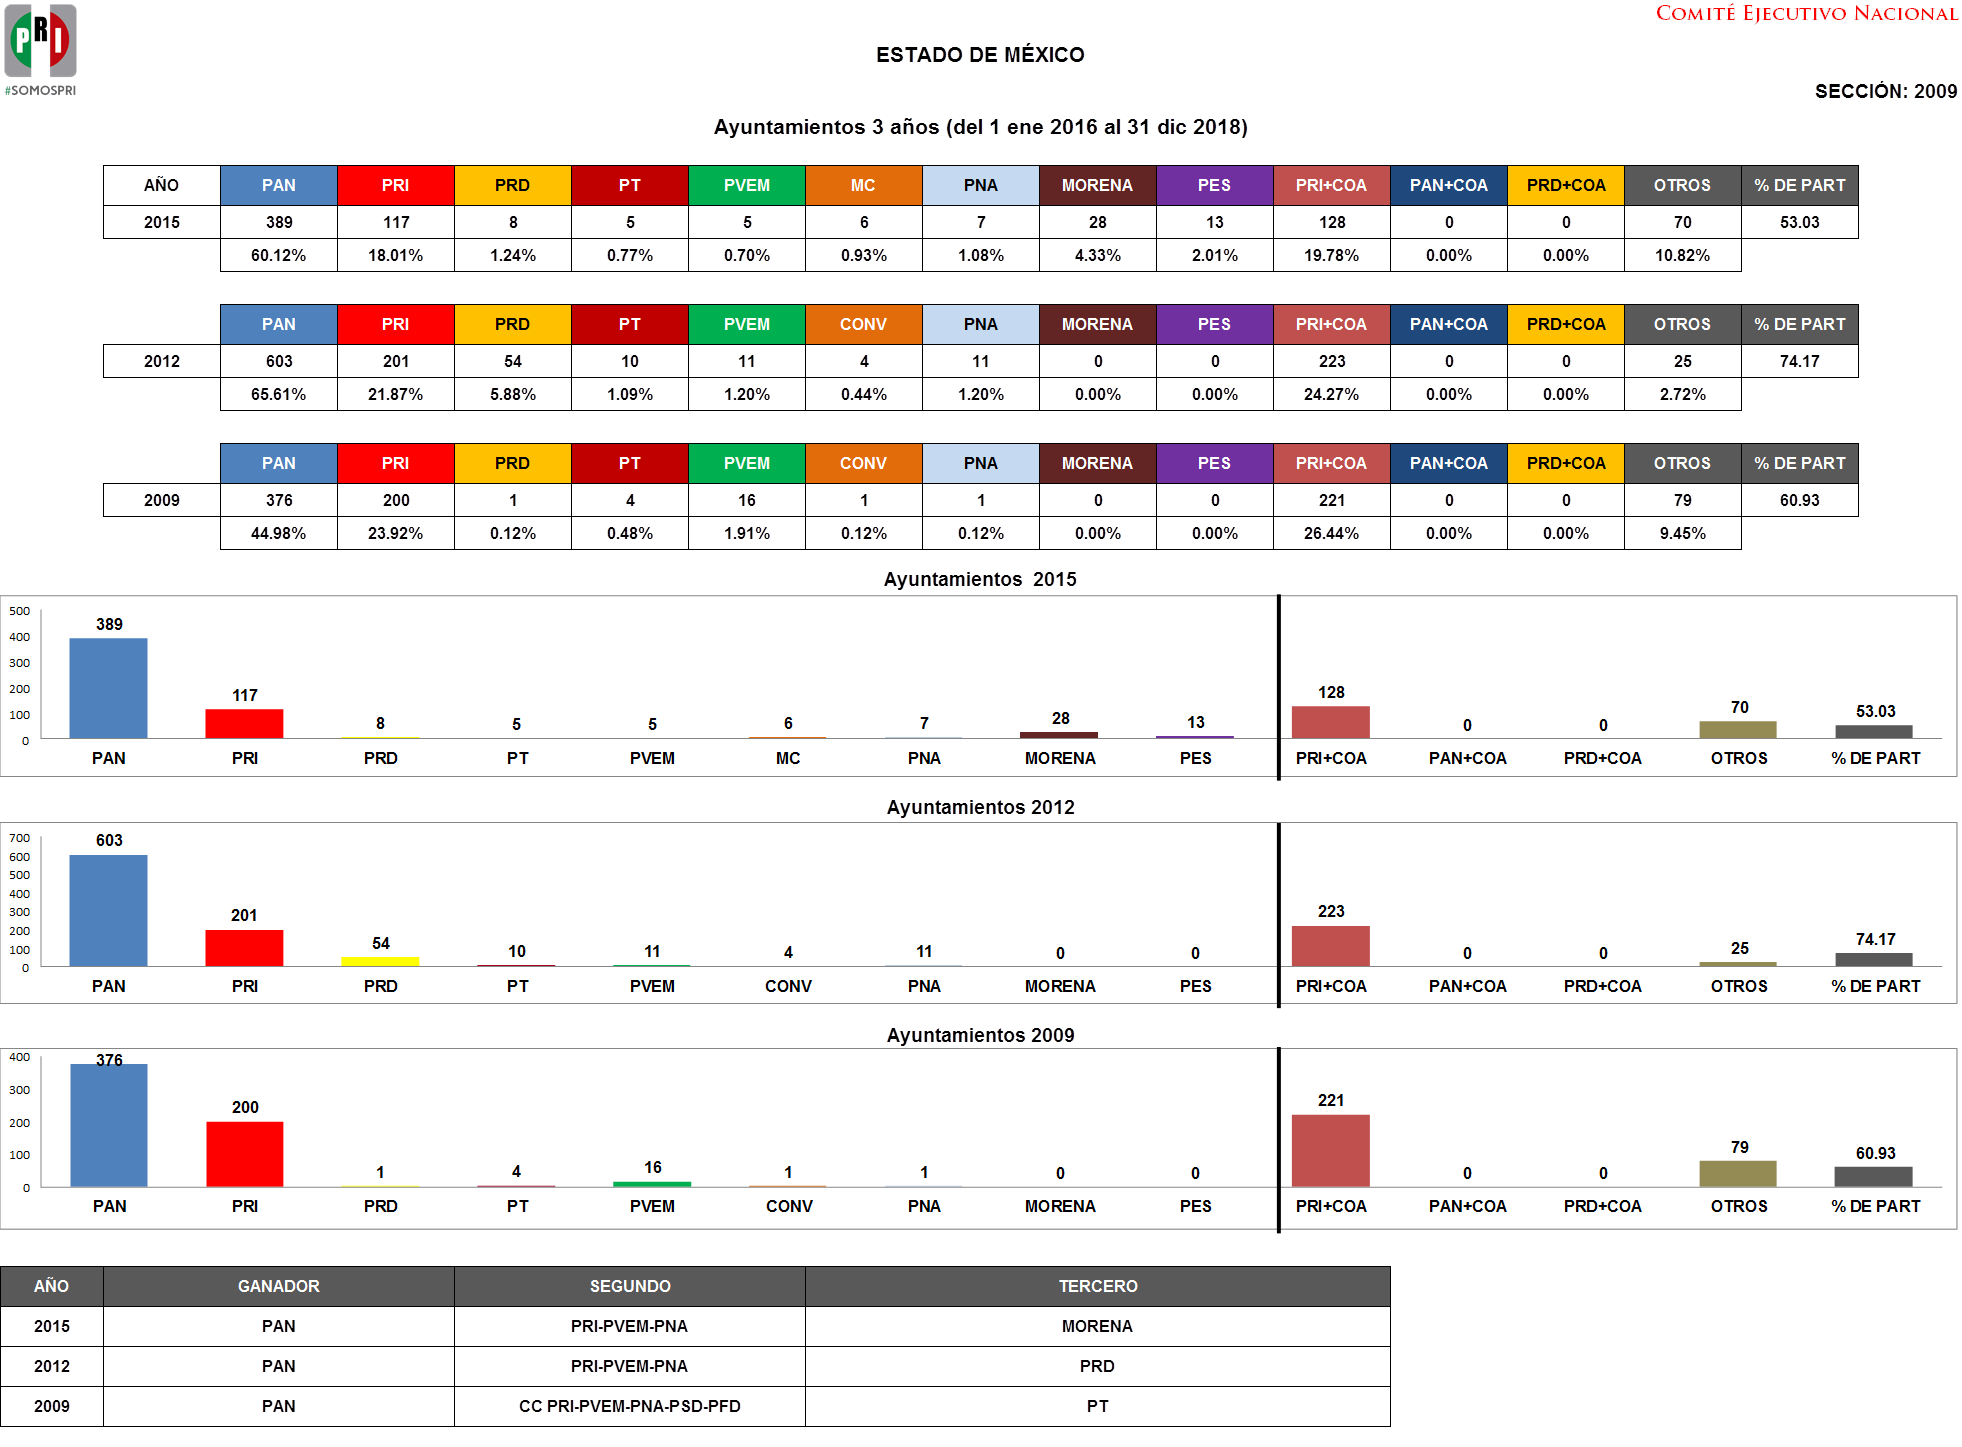 PRI
#SOMOSPRI
COMITÉ EJECUTIVO NACIONAL
ESTADO DE MÉXICO
SECCIÓN: 2009
Ayuntamientos 3 años (del 1 ene 2016 al 31 dic 2018)
AÑO PAN PRI PRD PT PVEM MC PNA MORENA PES PRI+COA PAN+COA PRD+COA OTROS % DE PART
2015 389 117 8 5 5 6 7 28 13 128 0 0 70 53.03
60.12% 18.01% 1.24% 0.77% 0.70% 0.93% 1.08% 4.33% 2.01% 19.78% 0.00% 0.00% 10.82%
PAN PRI PRD PT PVEM CONV PNA MORENA PES PRI+COA PAN+COA PRD+COA OTROS % DE PART
2012 603 201 54 10 11 4 11 0 0 223 0 0 25 74.17
65.61% 21.87% 5.88% 1.09% 1.20% 0.44% 1.20% 0.00% 0.00% 24.27% 0.00% 0.00% 2.72%
PAN PRI PRD PT PVEM CONV PNA MORENA PES PRI+COA PAN+COA PRD+COA OTROS % DE PART
2009 376 200 1 4 16 1 1 0 0 221 0 0 79 60.93
44.98% 23.92% 0.12% 0.48% 1.91% 0.12% 0.12% 0.00% 0.00% 26.44% 0.00% 0.00% 9.45%
Ayuntamientos 2015
500
400
300
200
100
0
389 117 8 5 5 6 7 28 13 128 0 0 70 53.03
PAN PRI PRD PT PVEM MC PNA MORENA PES PRI+COA PAN+COA PRD+COA OTROS % DE PART
Ayuntamientos 2012
700
600
500
400
300
200
100
0
603 201 54 10 11 4 11 0 0 223 0 0 25 74.17
PAN PRI PRD PT PVEM CONV PNA MORENA PES PRI+COA PAN+COA PRD+COA OTROS % DE PART
Ayuntamientos 2009
400
300
200
100
0
376 200 1 4 16 1 1 0 0 221 0 0 79 60.93
PAN PRI PRD PT PVEM CONV PNA MORENA PES PRI+COA PAN+COA PRD+COA OTROS % DE PART
AÑO GANADOR SEGUNDO TERCERO
2015 PAN PRI-PVEM-PNA MORENA
2012 PAN PRI-PVEM-PNA PRD
2009 PAN CC PRI-PVEM-PNA-PSD-PFD PT